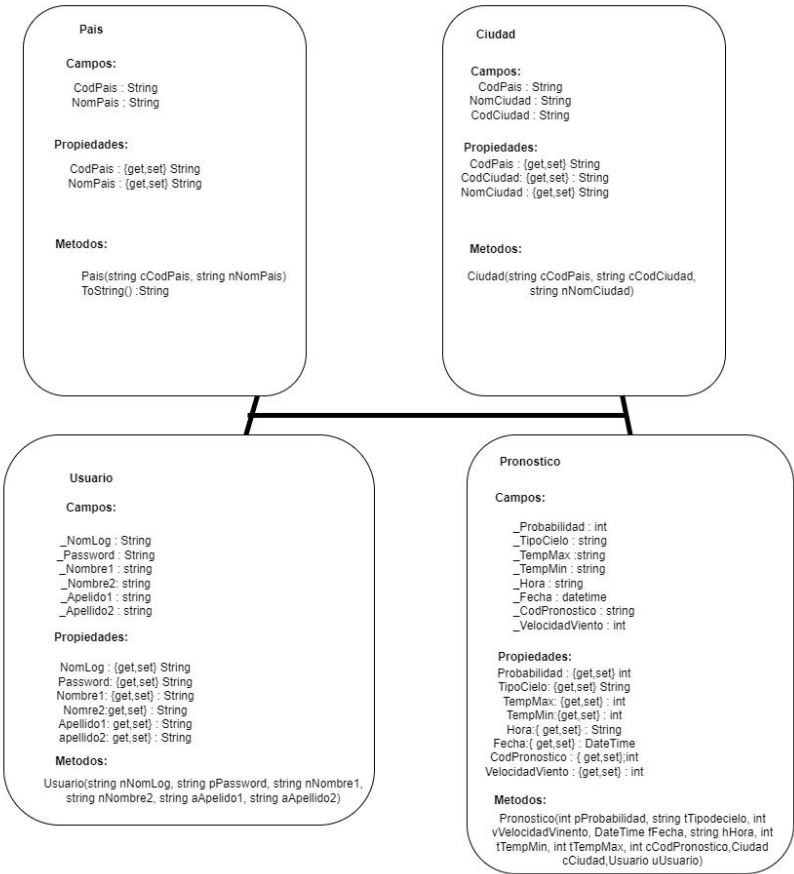 Pais
Campos:
CodPais : String
NomPais : String
Propiedades:
CodPais : {get,set} String
NomPais : {get,set} String
Metodos:
Pais(string cCodPais, string nNomPais)
ToString() :String
Ciudad
Campos:
CodPais : String
NomCiudad : String
CodCiudad : String
Propiedades:
CodPais : {get,set} String
CodCiudad: {get,set} : String
NomCiudad : {get,set} String
Metodos:
Ciudad(string cCodPais, string cCodCiudad,
string nNomCiudad)
Usuario
Campos:
_NomLog : String
_Password : String
_Nombre1 : string
_Nombre2: string
_Apelido1 : string
_Apellido2 : string
Propiedades:
NomLog : {get,set} String
Password: {get,set} String
Nombre1: {get,set} : String
Nomre2:get,set} : String
Apellido1: get,set} : String
apellido2: get,set} : String
Metodos:
Usuario(string nNomLog, string pPassword, string nNombre1,
string nNombre2, string aApelido1, string aApellido2)
Pronostico
Campos:
_Probabilidad : int
_TipoCielo : string
_TempMax :string
_TempMin : string
_Hora : string
_Fecha : datetime
_CodPronostico : string
_VelocidadViento : int
Propiedades:
Probabilidad : {get,set} int
TipoCielo: {get,set} String
TempMax: {get,set} : int
TempMin:{get,set} : int
Hora:{ get,set} : String
Fecha:{ get,set} : DateTime
CodPronostico : { get,set};int
VelocidadViento : {get,set} : int
Metodos:
Pronostico(int pProbabilidad, string tTipodecielo, int
vVelocidadVinento, DateTime fFecha, string hHora, int
tTempMin, int tTempMax, int cCodPronostico,Ciudad
cCiudad,Usuario uUsuario)